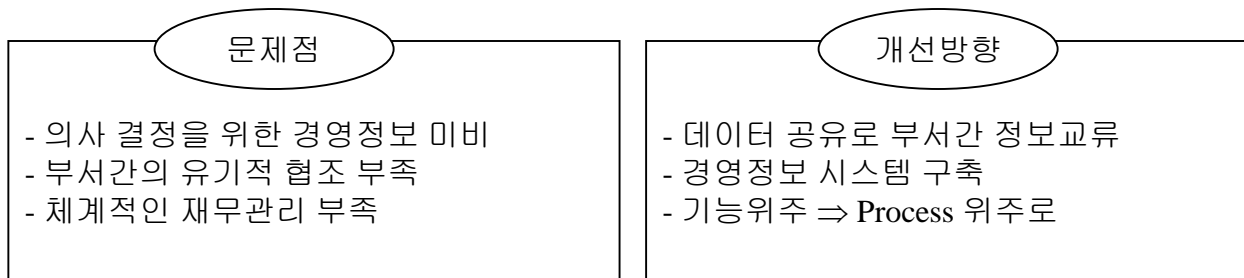 문제점
- 의사 결정을 위한 경영정보 미비
- 부서간의 유기적 협조 부족
- 체계적인 재무관리 부족
개선방향
- 데이터 공유로 부서간 정보교류
- 경영정보 시스템 구축
- 기능위주 ⇒ Process 위주로